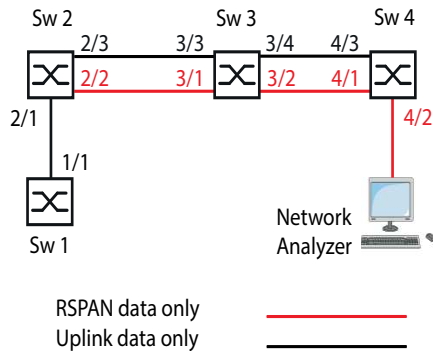 Sw 2
Sw 3
Sw 4
2/3
3/3
3/4
4/3
2/2
3/1
3/2
4/1
2/1
4/2
1/1
Sw 1
Network
Analyzer
RSPAN data only
Uplink data only